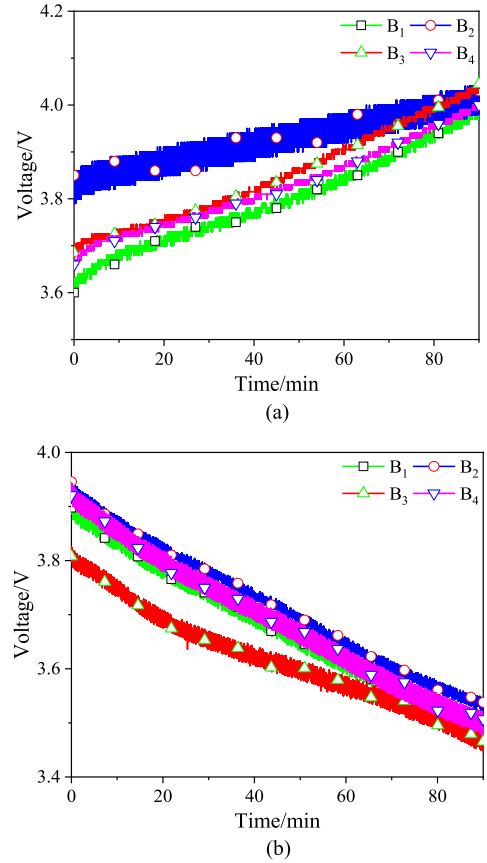 4.2
B1
B2
B3
B4
4.0
3.8
3.6
Voltage/V
0
20
40
60
80
Time/min
(a)
4.0
B1
B2
B3
B4
3.8
3.6
3.4
Voltage/V
0
20
40
60
80
Time/min
(b)